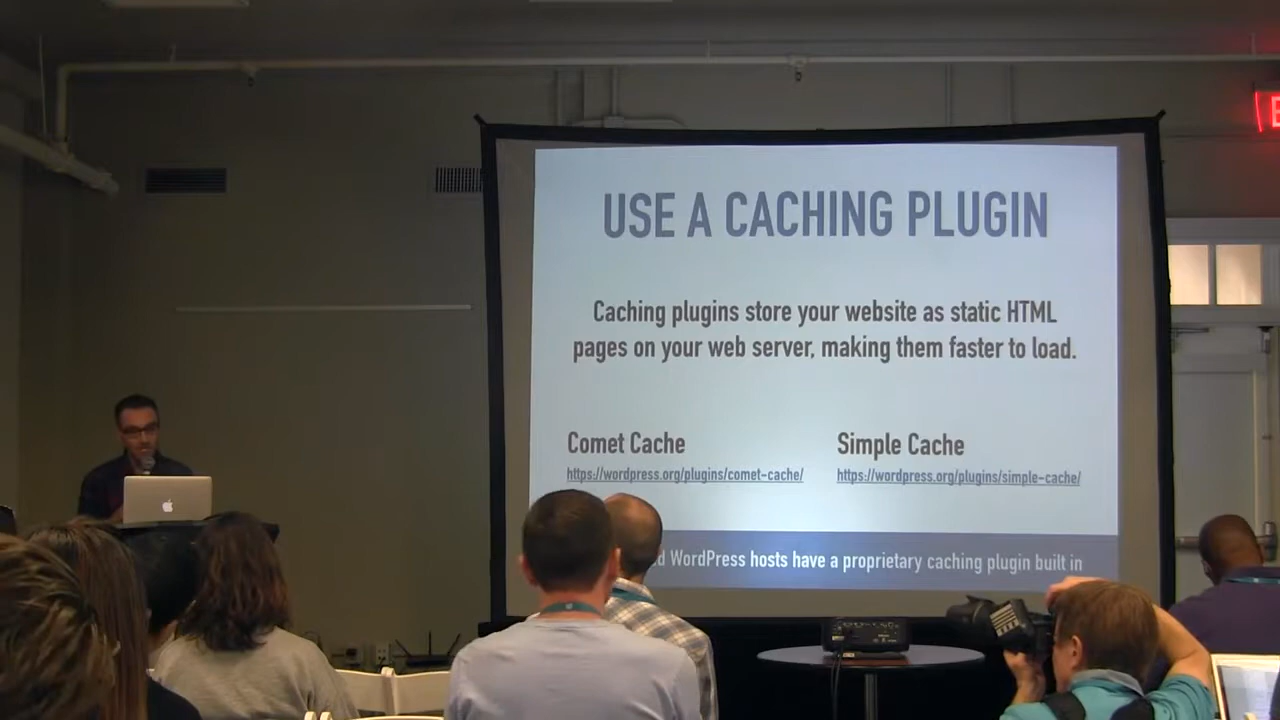 USE A CACHING PLUGIN
Caching plugins store your website as static HTML
pages on your web server, making them faster to load.
Comet Cache
Simple Cache
https://wordpress.org/plugins/comet-cache/
https://wordpress.org/plugins/simple-cache/
WordPress hosts have a proprietary caching plugin built in
E